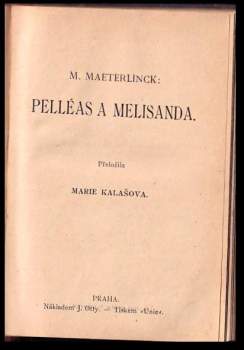 M. MAETERLINCK:
PELLÉAS A MELISANDA.
Přeložila
MARIE KALAŠOVA.
PRAHA.
Nákladem J. Otty. — Tiskem »Unie«.